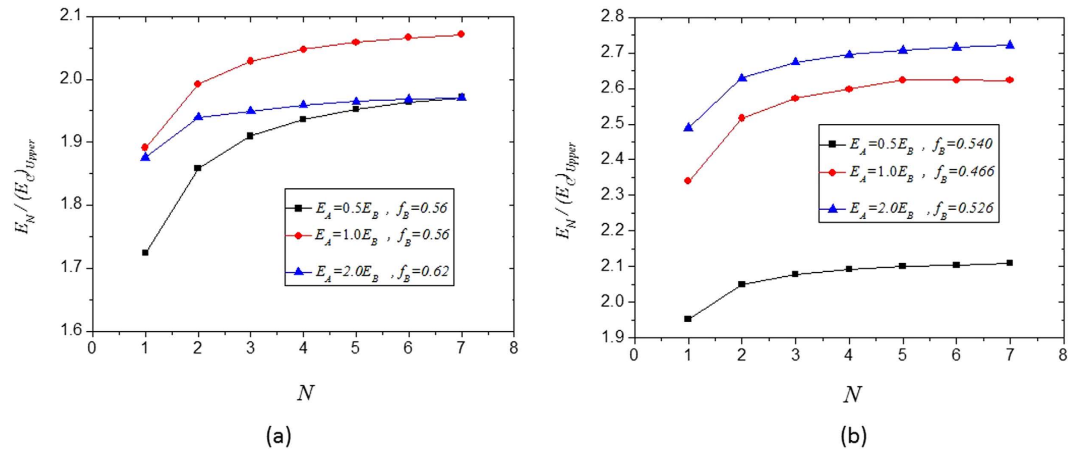 2.1
2.0
1.9
1.8
1.7
1.6
E_N / (E_C)_Upper
0 1 2 3 4 5 6 7 8
N
E_A=0.5E_B , f_B=0.56
E_A=1.0E_B , f_B=0.56
E_A=2.0E_B , f_B=0.62
(a)
2.8
2.7
2.6
2.5
2.4
2.3
2.2
2.1
2.0
1.9
E_N / (E_C)_Upper
0 1 2 3 4 5 6 7 8
N
E_A=0.5E_B , f_B=0.540
E_A=1.0E_B , f_B=0.466
E_A=2.0E_B , f_B=0.526
(b)